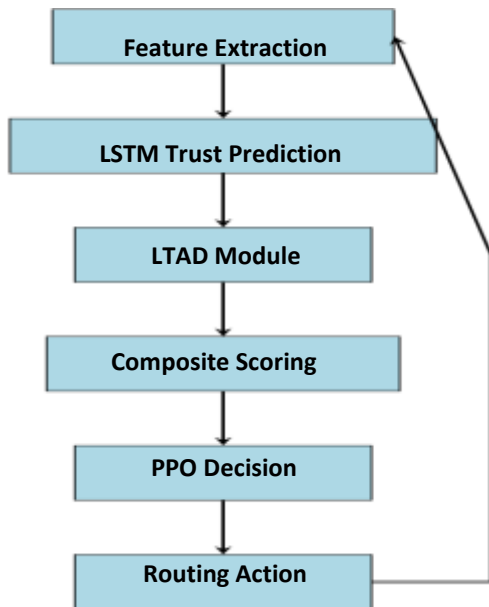 Feature Extraction
LSTM Trust Prediction
LTAD Module
Composite Scoring
PPO Decision
Routing Action